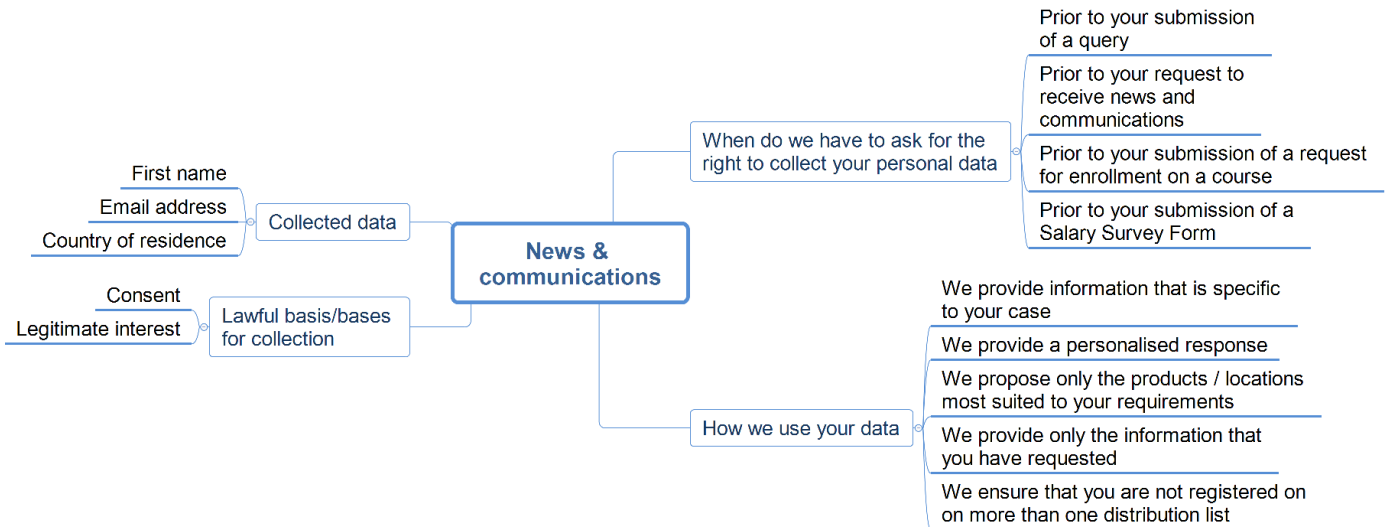 News &
communications
When do we have to ask for the
right to collect your personal data
Prior to your submission
of a query
Prior to your request to
receive news and
communications
Prior to your submission of a request
for enrollment on a course
Prior to your submission of a
Salary Survey Form
How we use your data
We provide information that is specific
to your case
We provide a personalised response
We propose only the products / locations
most suited to your requirements
We provide only the information that
you have requested
We ensure that you are not registered on
on more than one distribution list
Collected data
First name
Email address
Country of residence
Lawful basis/bases
for collection
Consent
Legitimate interest